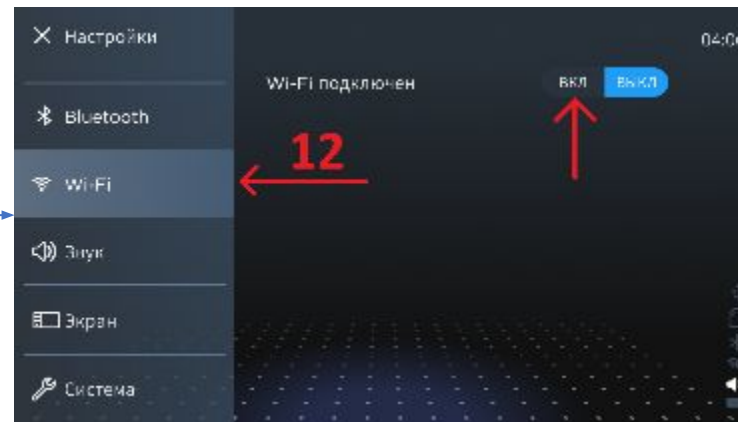 Настройки
Wi-Fi подключен
ВКЛ ВЫКЛ
Bluetooth
12
Wi-Fi
Звук
Экран
Система